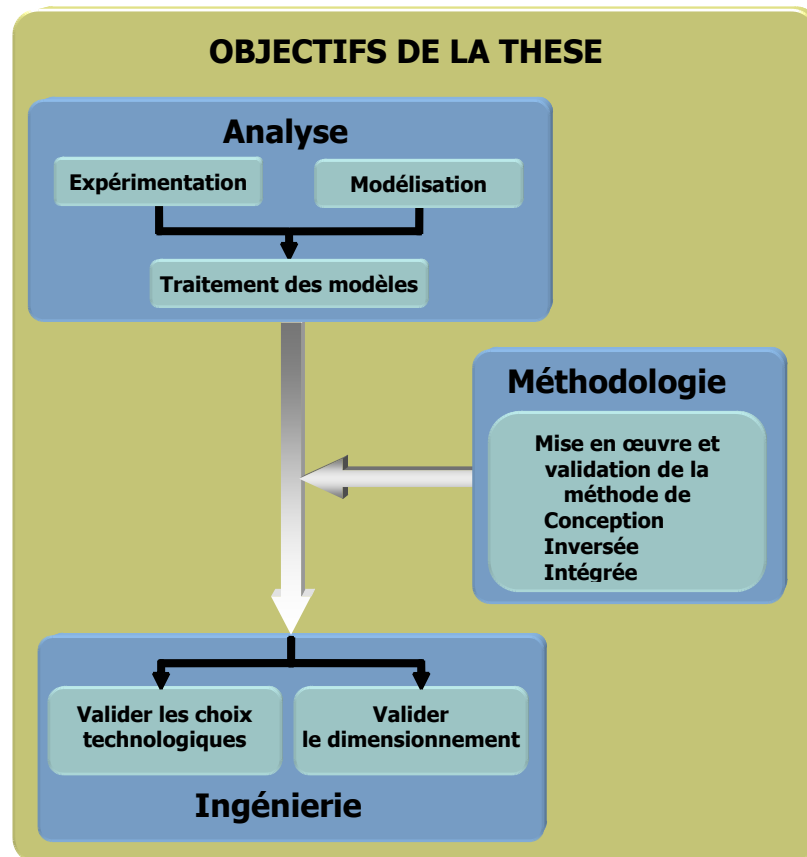 OBJECTIFS DE LA THESE
Analyse
Expérimentation
Modélisation
Traitement des modèles
Méthodologie
Mise en œuvre et
validation de la
méthode de
Conception
Inversée
Intégrée
Valider les choix
technologiques
Valider
le dimensionnement
Ingénierie